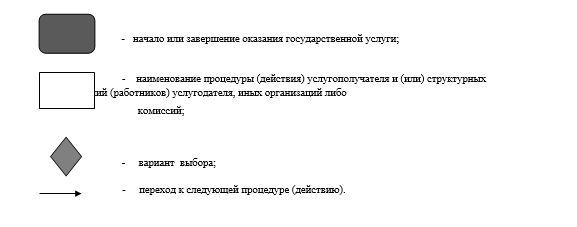 - начало или завершение оказания государственной услуги;
- наименование процедуры (действия) услугополучателя и (или) структурных
ий (работников) услугодателя, иных организаций либо
комиссий;
- вариант выбора;
- переход к следующей процедуре (действию).